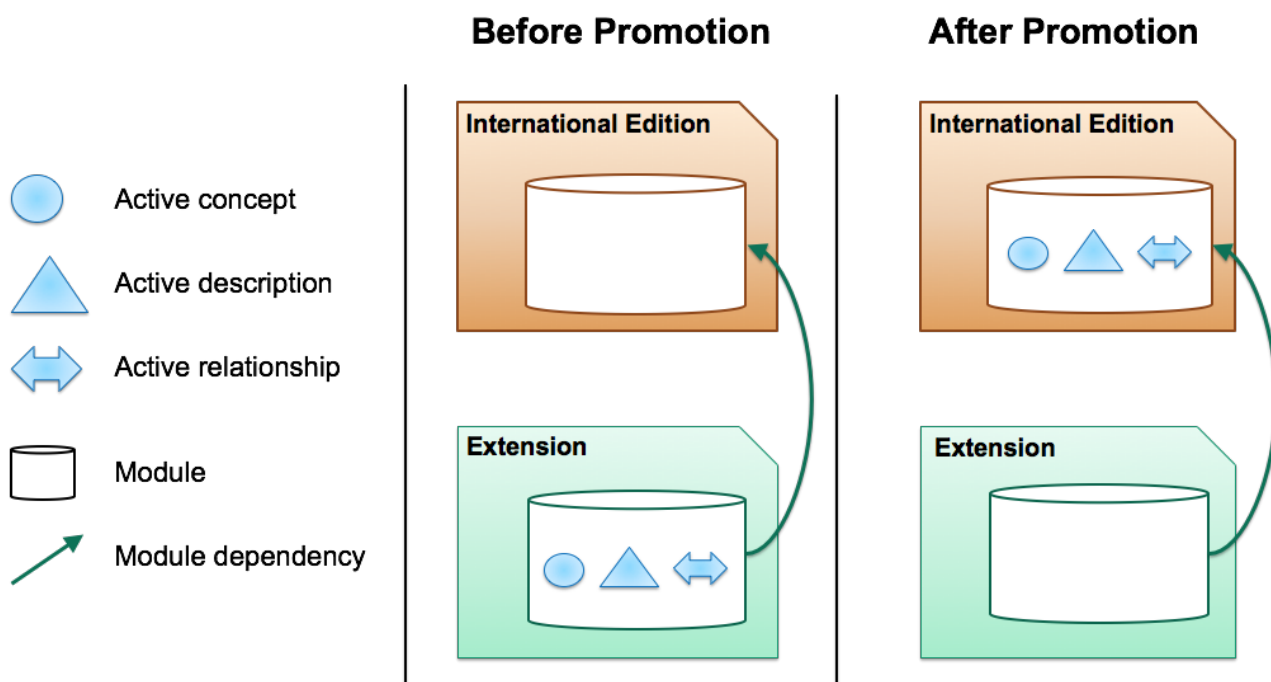 Before Promotion
After Promotion
International Edition
International Edition
Active concept
Active description
Active relationship
Extension
Extension
Module
Module dependency